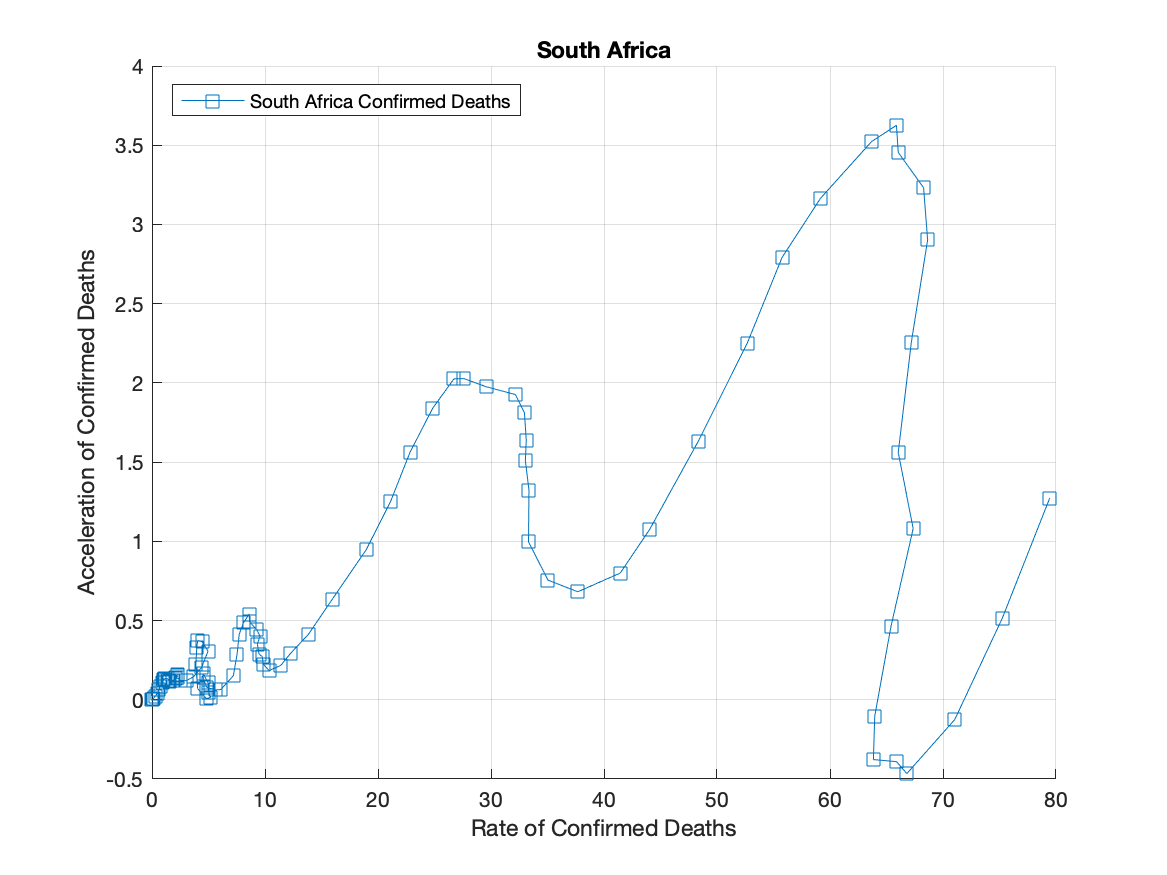 South Africa
South Africa Confirmed Deaths
Acceleration of Confirmed Deaths
4
3.5
3
2.5
2
1.5
1
0.5
0
-0.5
0 10 20 30 40 50 60 70 80
Rate of Confirmed Deaths